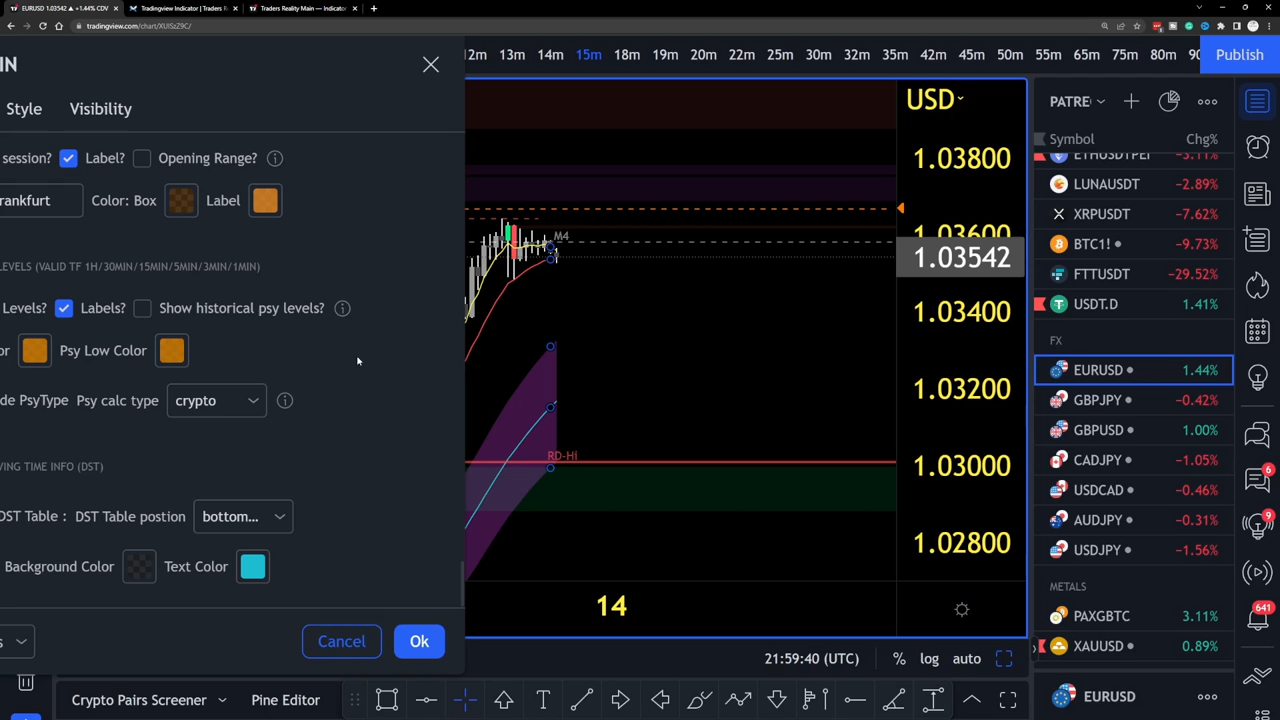 EURUSD 1.03542 ▲ +1.44% CDV
Tradingview Indicator | Traders
Traders Reality Main — Indicator
tradingview.com/chart/XUISzZ9C/
12m 13m 14m 15m 18m 19m 20m 22m 25m 30m 33m 35m 42m 45m 50m 55m 65m 75m 80m 90
Publish
IN
Style Visibility
session? Label? Opening Range?
rankfurt Color: Box Label
LEVELS (VALID TF 1H/30MIN/15MIN/5MIN/3MIN/1MIN)
Levels? Labels? Show historical psy levels?
or Psy Low Color
de PsyType Psy calc type crypto
VING TIME INFO (DST)
DST Table : DST Table postion bottom...
Background Color Text Color
s Cancel Ok
M4
RD-Hi
USD
1.03800
1.03600
1.03542
1.03400
1.03200
1.03000
1.02800
14
21:59:40 (UTC) % log auto
Crypto Pairs Screener Pine Editor
PATRE
Symbol Chg%
ETHUSDTPER −3.11%
LUNAUSDT −2.89%
XRPUSDT −7.62%
BTC1! −9.73%
FTTUSDT −29.52%
USDT.D 1.41%
FX
EURUSD 1.44%
GBPJPY −0.42%
GBPUSD 1.00%
CADJPY −1.05%
USDCAD −0.46%
AUDJPY −0.31%
USDJPY −1.56%
METALS
PAXGBTC 3.11%
XAUUSD 0.89%
EURUSD
6
9
641